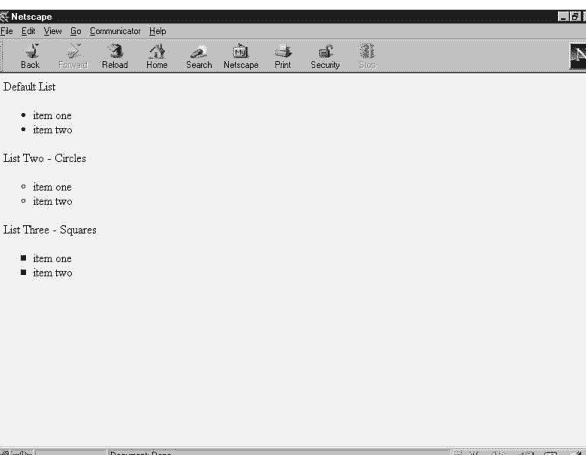 Netscape
File Edit View Go Communicator Help
Back Forward Reload Home Search Netscape Print Security Stop
Default List
item one
item two
List Two - Circles
item one
item two
List Three - Squares
item one
item two
Document: Done